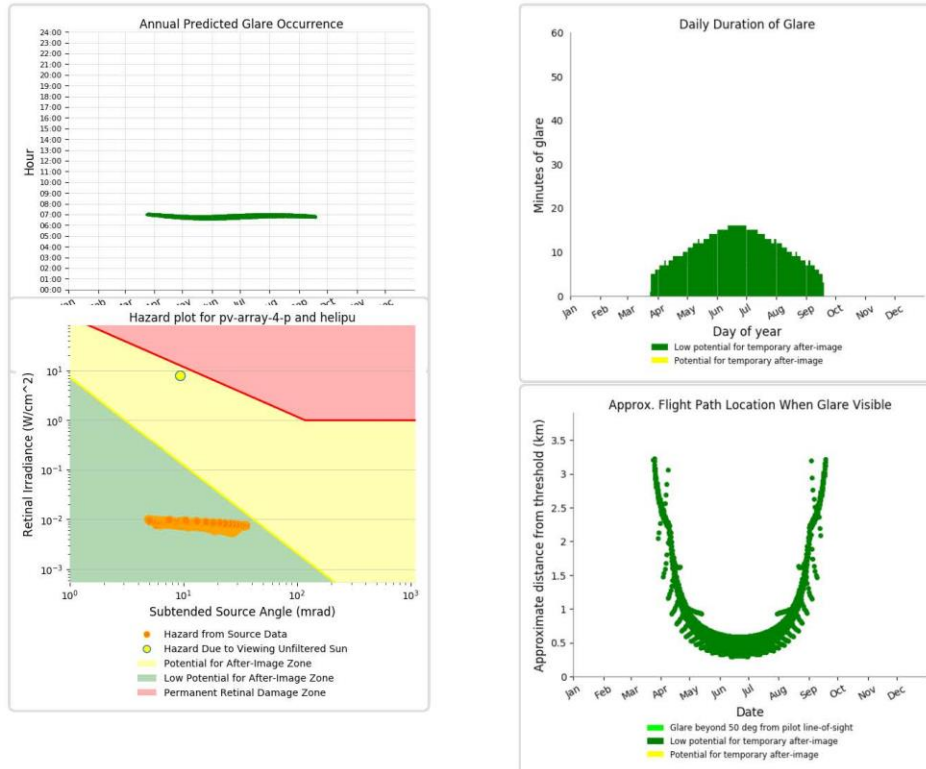 Annual Predicted Glare Occurrence
24:00
23:00
22:00
21:00
20:00
19:00
18:00
17:00
16:00
15:00
14:00
13:00
12:00
11:00
10:00
09:00
08:00
07:00
06:00
05:00
04:00
03:00
02:00
01:00
00:00
Hour
Hazard plot for pv-array-4-p and helipu
10^1
10^0
10^-1
10^-2
10^-3
Retinal Irradiance (W/cm^2)
10^0 10^1 10^2 10^3
Subtended Source Angle (mrad)
Hazard from Source Data
Hazard Due to Viewing Unfiltered Sun
Potential for After-Image Zone
Low Potential for After-Image Zone
Permanent Retinal Damage Zone
Daily Duration of Glare
60
50
40
30
20
10
0
Minutes of glare
Jan Feb Mar Apr May Jun Jul Aug Sep Oct Nov Dec
Day of year
Low potential for temporary after-image
Potential for temporary after-image
Approx. Flight Path Location When Glare Visible
3.5
3
2.5
2
1.5
1
0.5
0
Approximate distance from threshold (km)
Jan Feb Mar Apr May Jun Jul Aug Sep Oct Nov Dec
Date
Glare beyond 50 deg from pilot line-of-sight
Low potential for temporary after-image
Potential for temporary after-image